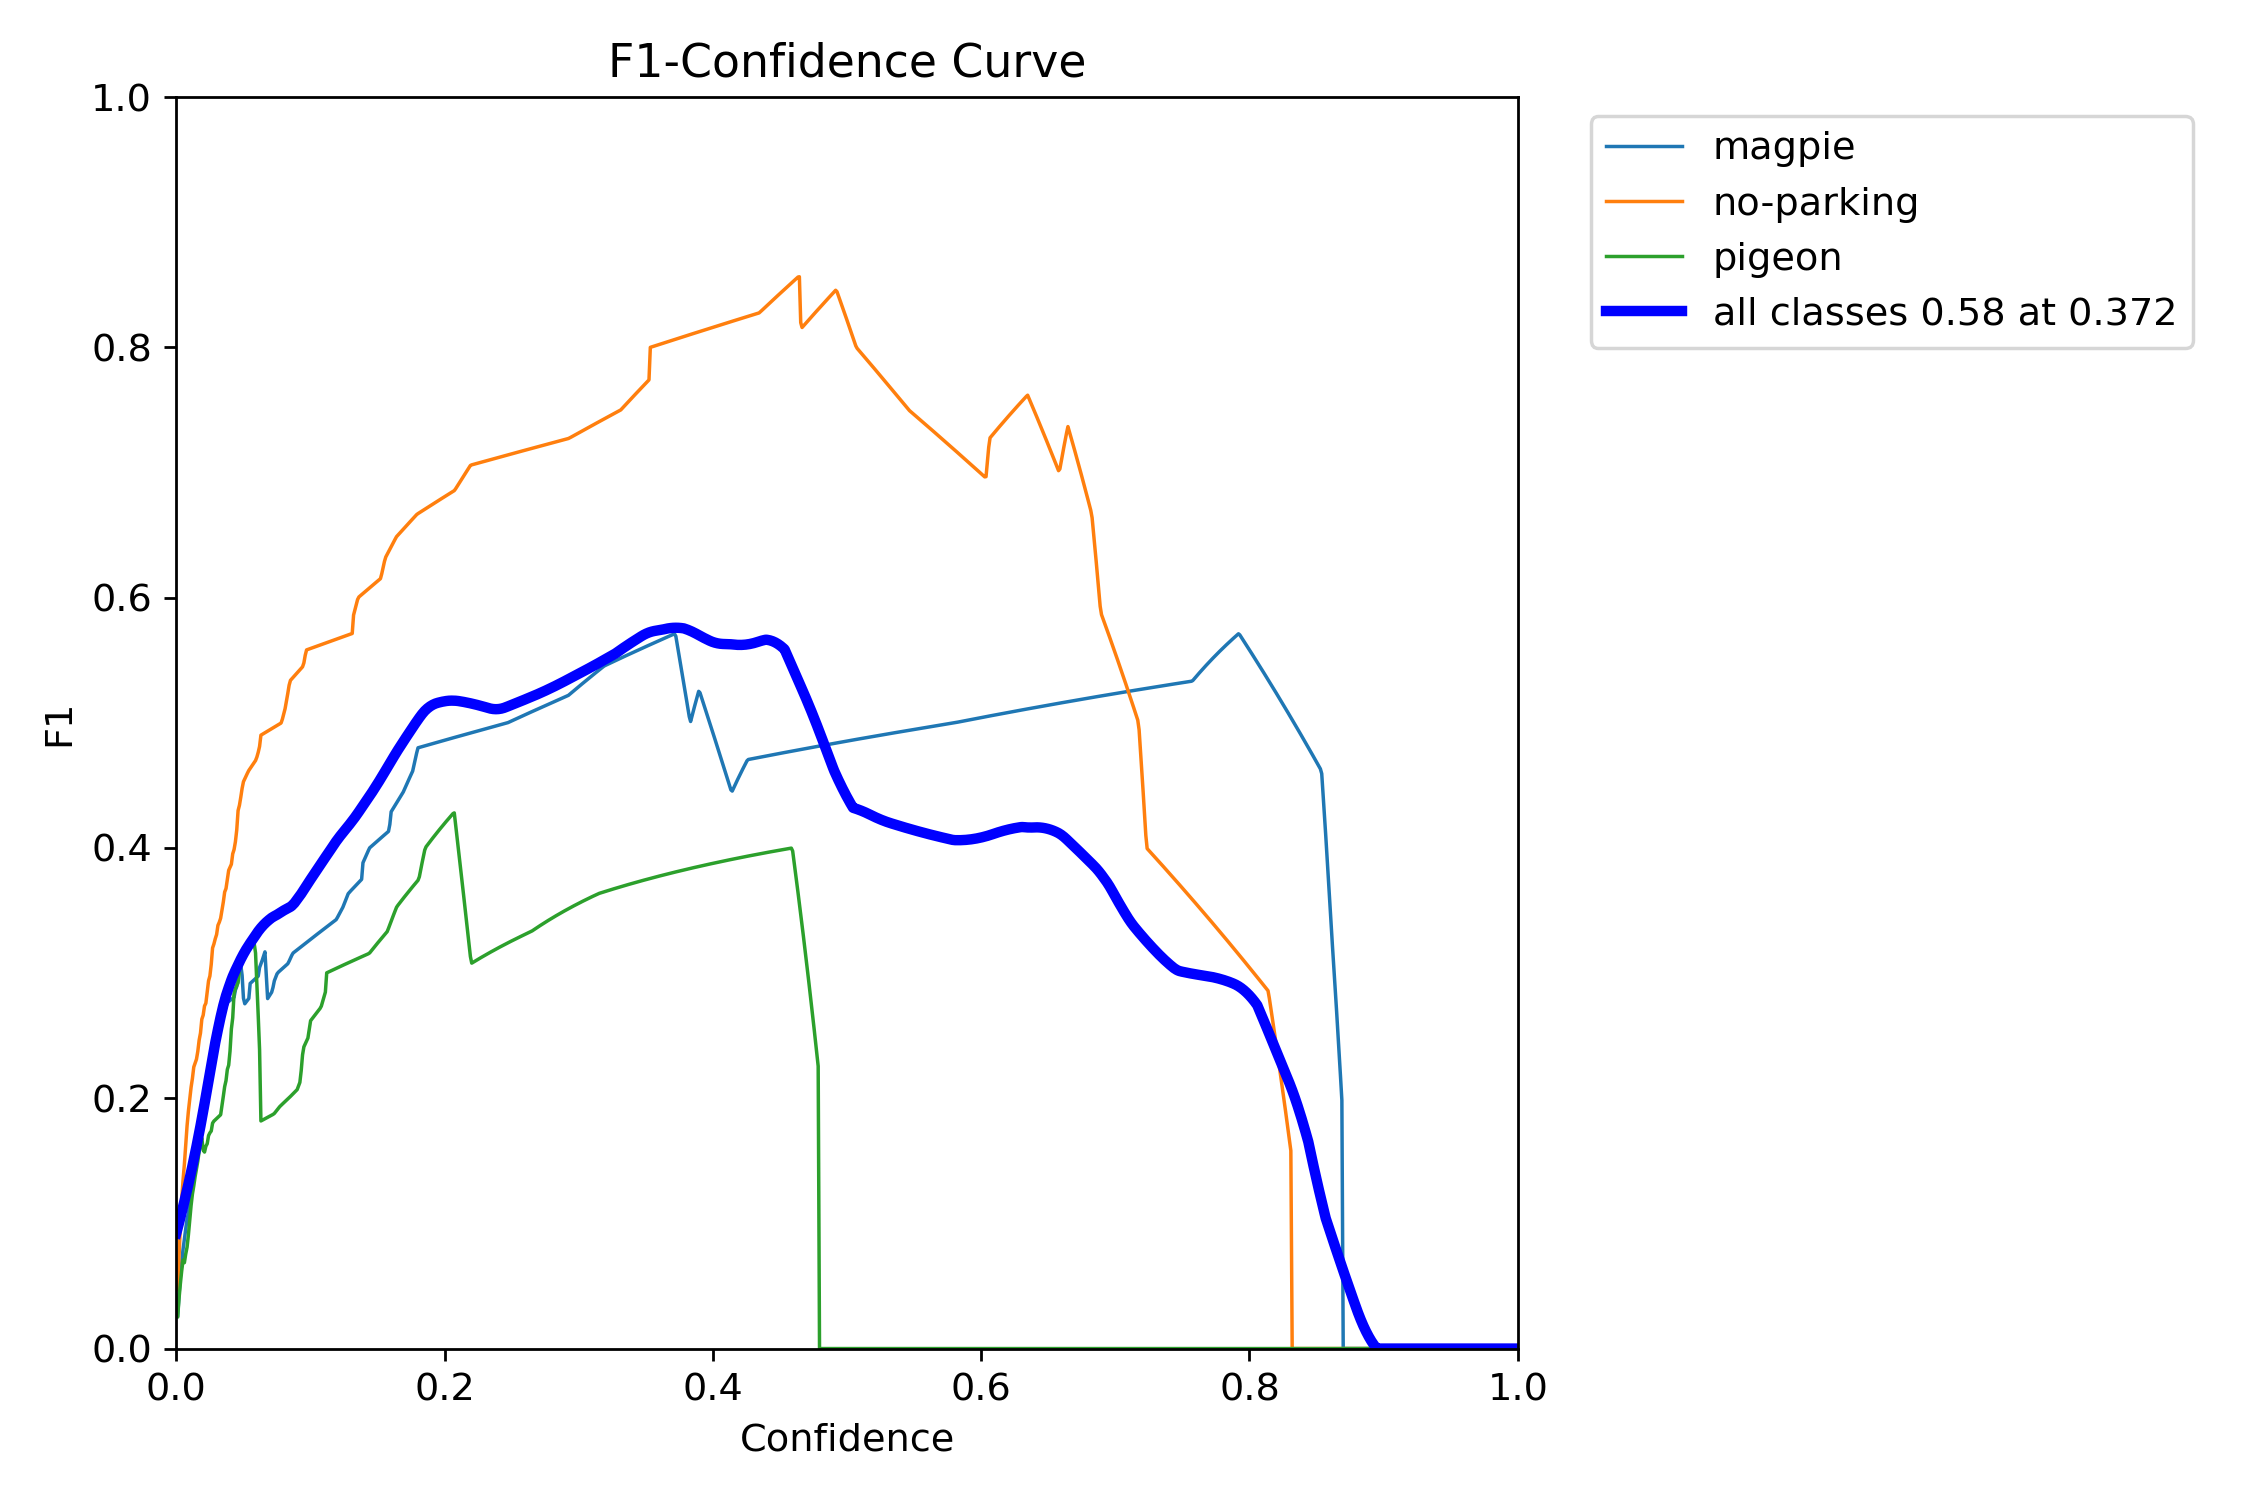 F1-Confidence Curve
1.0
0.8
0.6
0.4
0.2
0.0
F1
0.0 0.2 0.4 0.6 0.8 1.0
Confidence
magpie
no-parking
pigeon
all classes 0.58 at 0.372